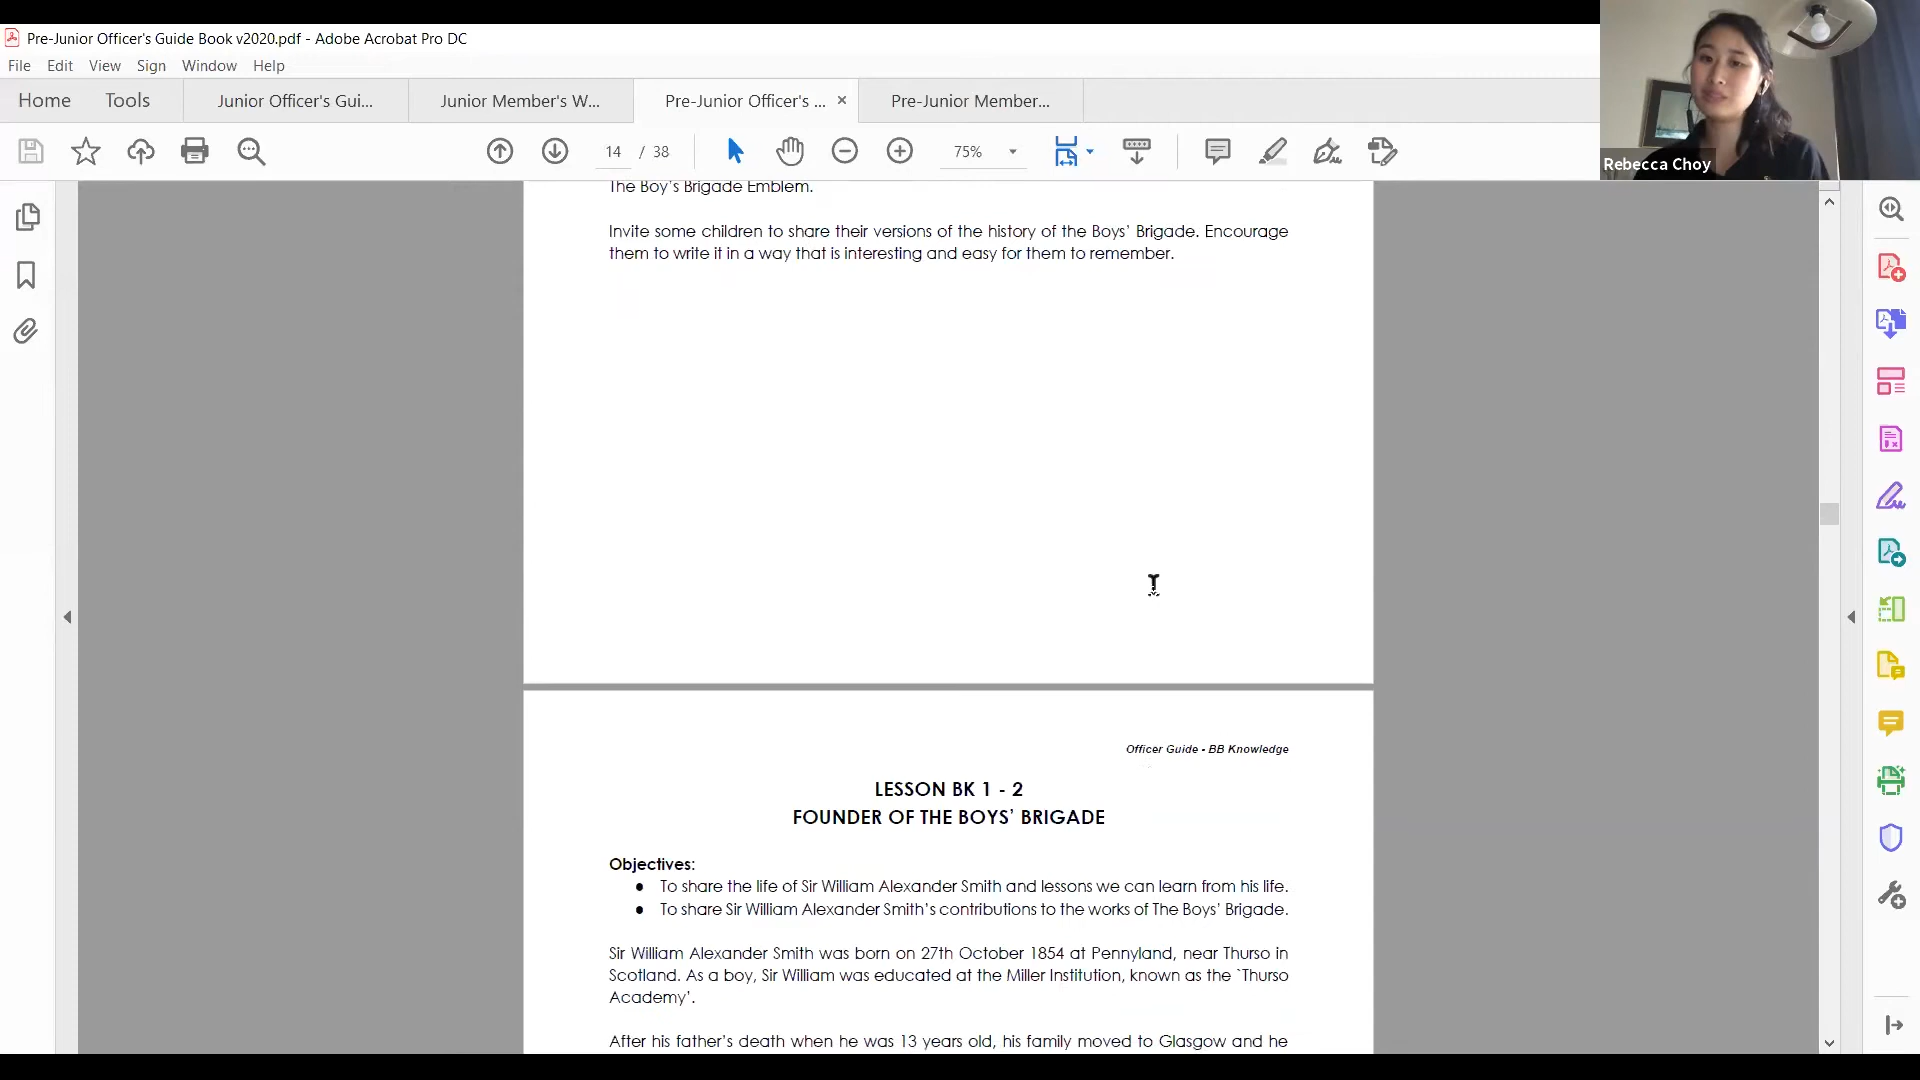 Pre-Junior Officer's Guide Book v2020.pdf - Adobe Acrobat Pro DC
File Edit View Sign Window Help
Home Tools Junior Officer's Gui... Junior Member's W... Pre-Junior Officer's ... Pre-Junior Member...
14 / 38 75%
Rebecca Choy
The Boy's Brigade Emblem.
Invite some children to share their versions of the history of the Boys' Brigade. Encourage
them to write it in a way that is interesting and easy for them to remember.
Officer Guide - BB Knowledge
LESSON BK 1 - 2
FOUNDER OF THE BOYS' BRIGADE
Objectives:
● To share the life of Sir William Alexander Smith and lessons we can learn from his life.
● To share Sir William Alexander Smith's contributions to the works of The Boys' Brigade.
Sir William Alexander Smith was born on 27th October 1854 at Pennyland, near Thurso in
Scotland. As a boy, Sir William was educated at the Miller Institution, known as the `Thurso
Academy'.
After his father's death when he was 13 years old, his family moved to Glasgow and he